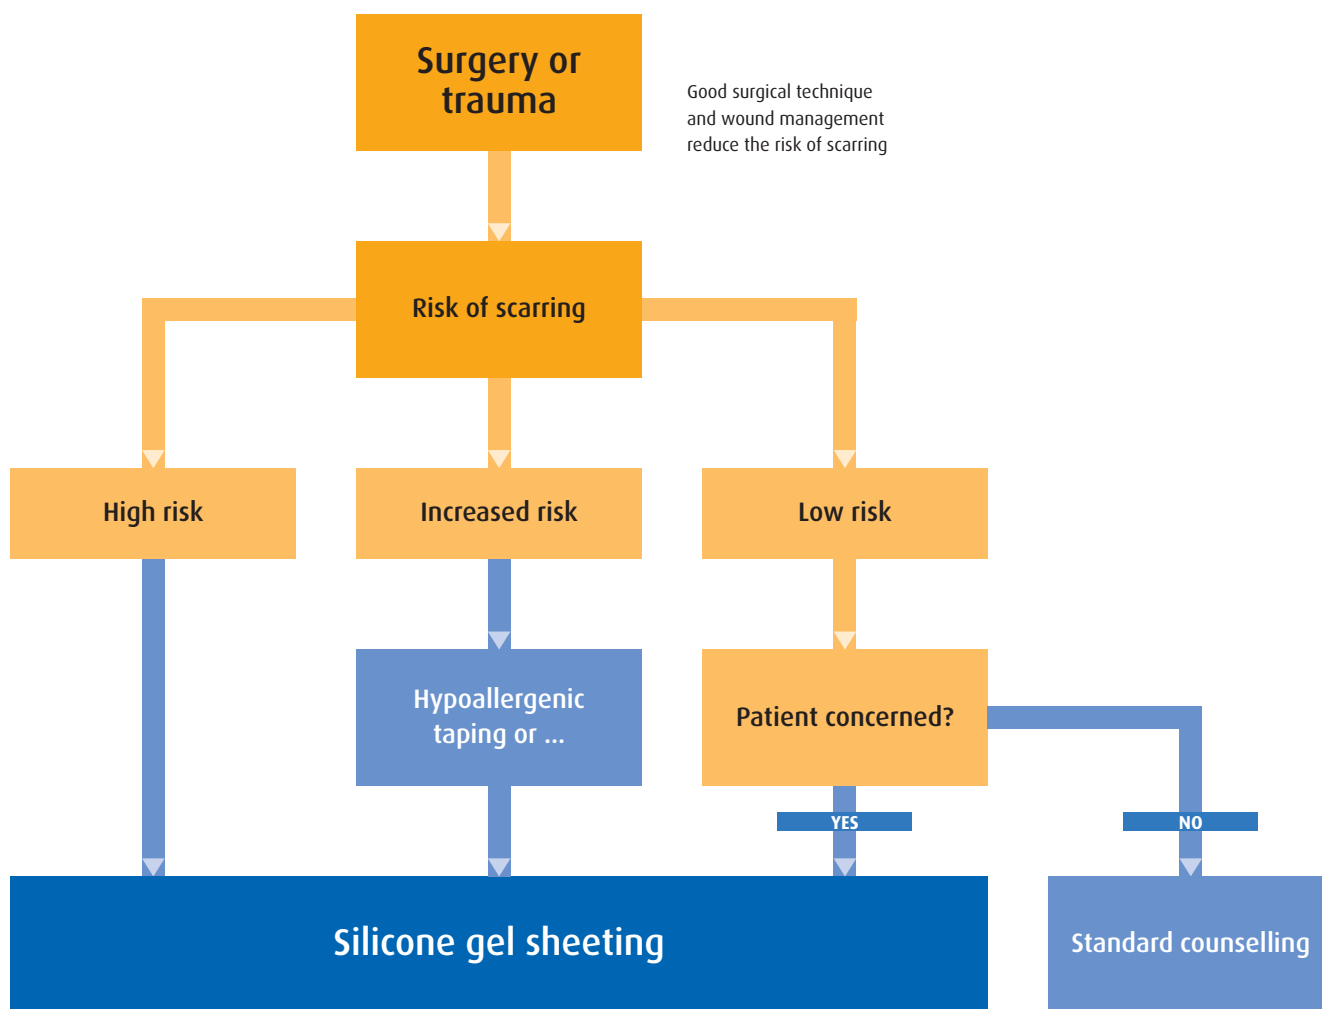 Surgery or
trauma
Good surgical technique
and wound management
reduce the risk of scarring
Risk of scarring
High risk
Increased risk
Low risk
Hypoallergenic
taping or ...
Patient concerned?
YES
NO
Silicone gel sheeting
Standard counselling